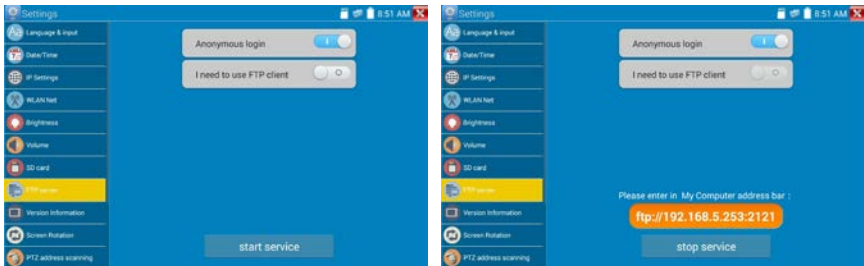 Settings
8:51 AM
Language & input
Date/Time
IP Settings
WLAN Net
Brightness
Volume
SD card
FTP server
Version Information
Screen Rotation
PTZ address scanning
Anonymous login
I need to use FTP client
start service
Settings
8:51 AM
Language & input
Date/Time
IP Settings
WLAN Net
Brightness
Volume
SD card
FTP server
Version Information
Screen Rotation
PTZ address scanning
Anonymous login
I need to use FTP client
Please enter in My Computer address bar :
ftp://192.168.5.253:2121
stop service